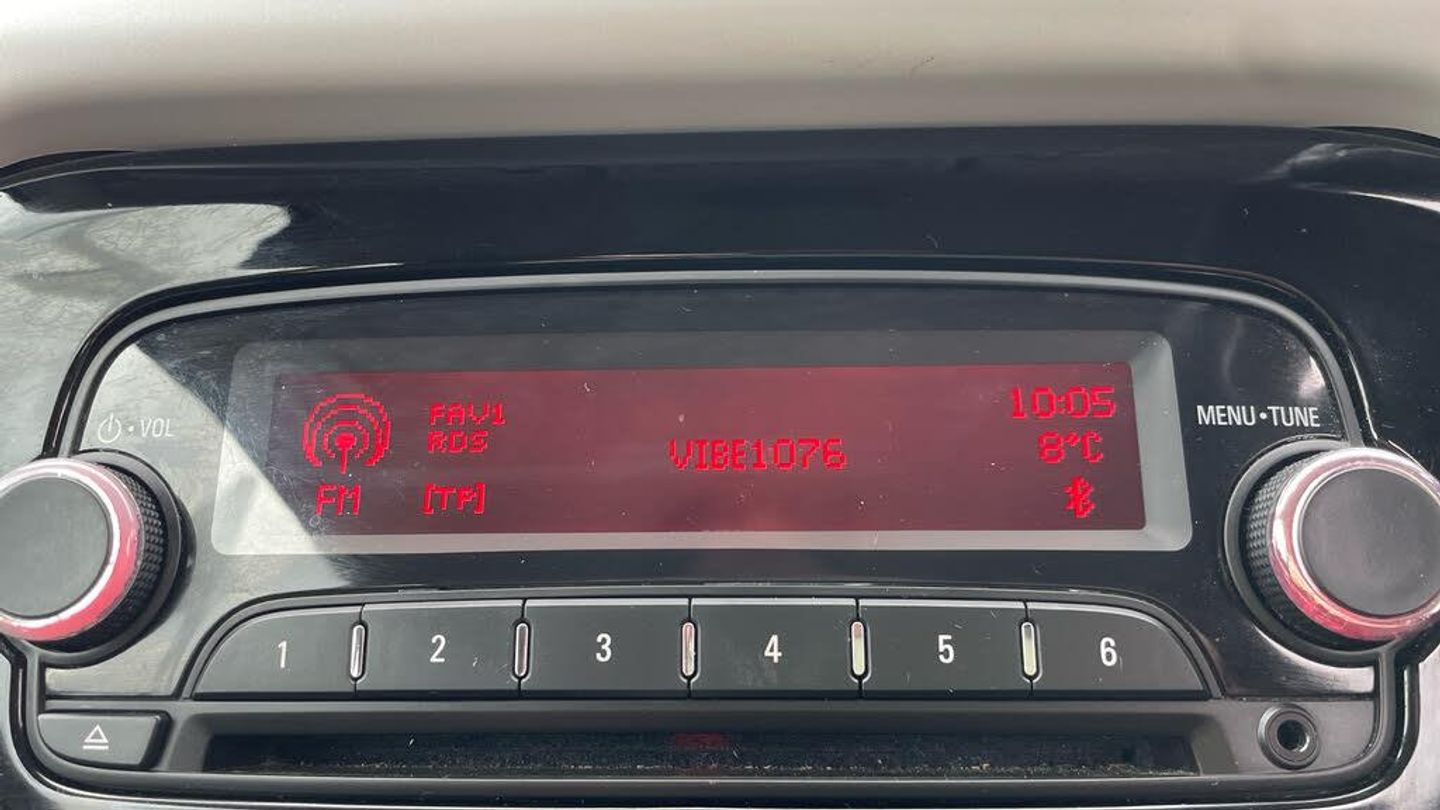 VOL
FAV1
RDS
FM
[TP]
VIBE1076
10:05
8°C
MENU•TUNE
1 2 3 4 5 6